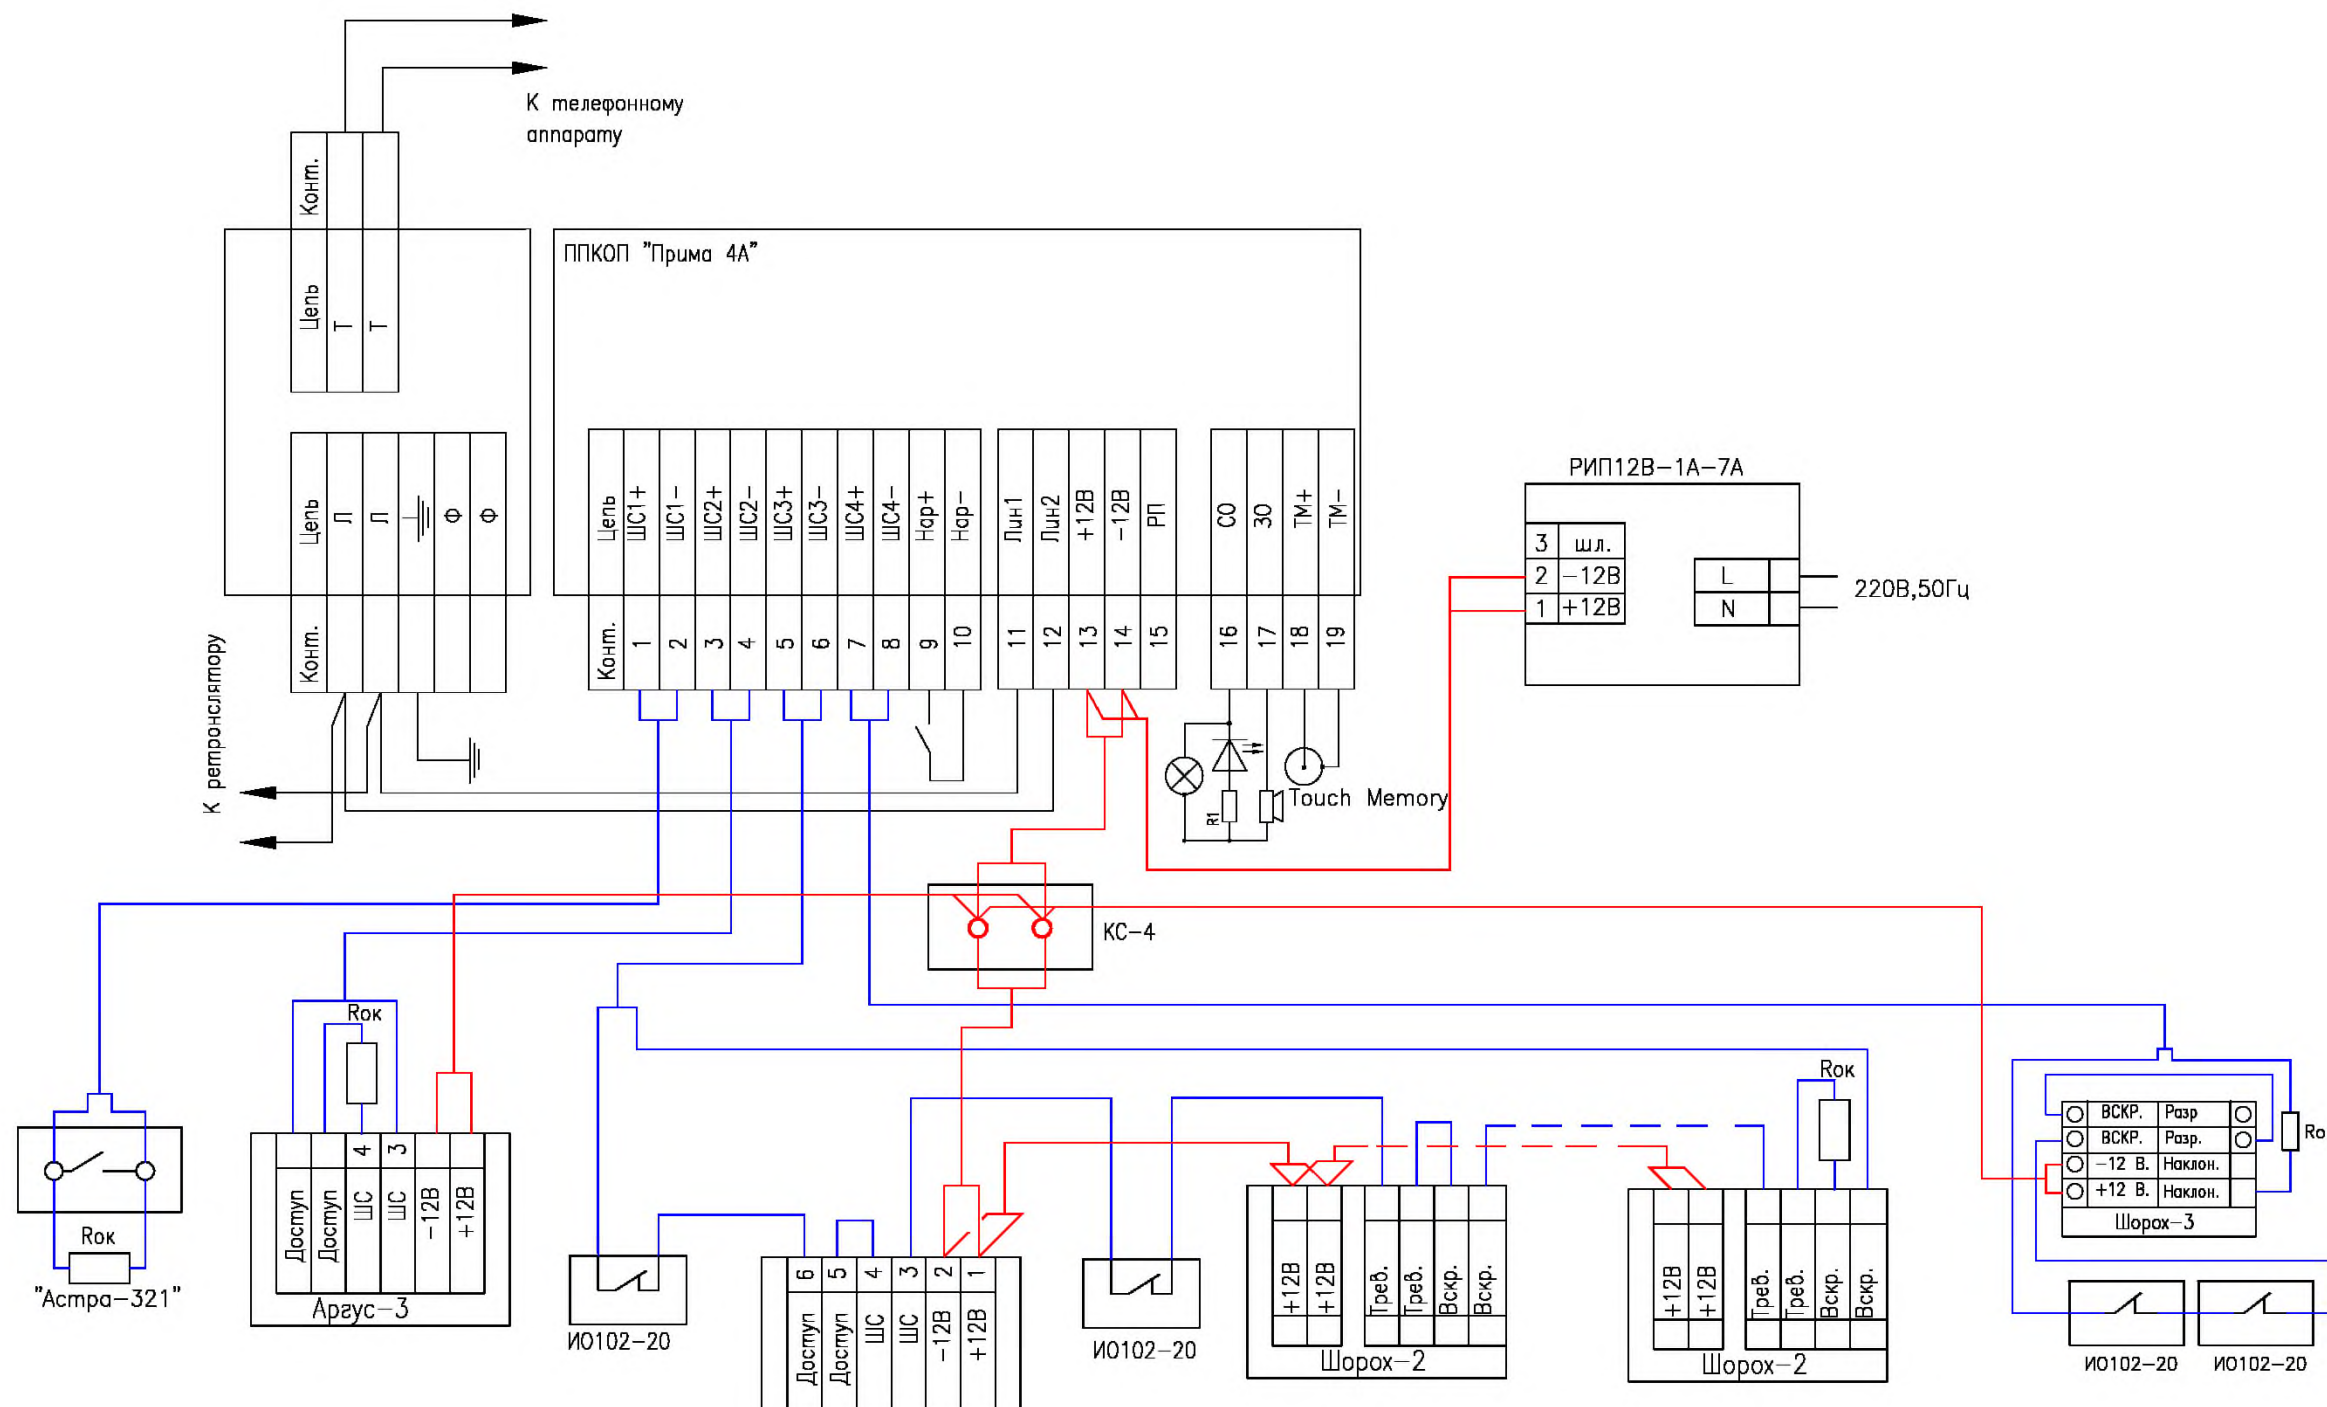 К телефонному
аппарату
Конт.
Цепь
Т
Т
ППКОП "Прима 4А"
Цепь
Л
Л
Ф
Ф
Конт.
К ретранслятору
Цепь
ШС1+
ШС1-
ШС2+
ШС2-
ШС3+
ШС3-
ШС4+
ШС4-
Нар+
Нар-
Лин1
Лин2
+12В
-12В
РП
СО
ЗО
ТМ+
ТМ-
Конт.
1
2
3
4
5
6
7
8
9
10
11
12
13
14
15
16
17
18
19
РИП12В-1А-7А
3 шл.
2 -12В
1 +12В
L
N
220В,50Гц
R1
Touch Memory
КС-4
Rок
4
3
Доступ
Доступ
ШС
ШС
-12В
+12В
Аргус-3
Rок
"Астра-321"
ИО102-20
6
5
4
3
2
1
Доступ
Доступ
ШС
ШС
-12В
+12В
ИО102-20
+12В
+12В
Трев.
Трев.
Вскр.
Вскр.
Шорох-2
Rок
+12В
+12В
Трев.
Трев.
Вскр.
Вскр.
Шорох-2
ВСКР. Разр
ВСКР. Разр.
-12 В. Наклон.
+12 В. Наклон.
Шорох-3
Rо
ИО102-20
ИО102-20